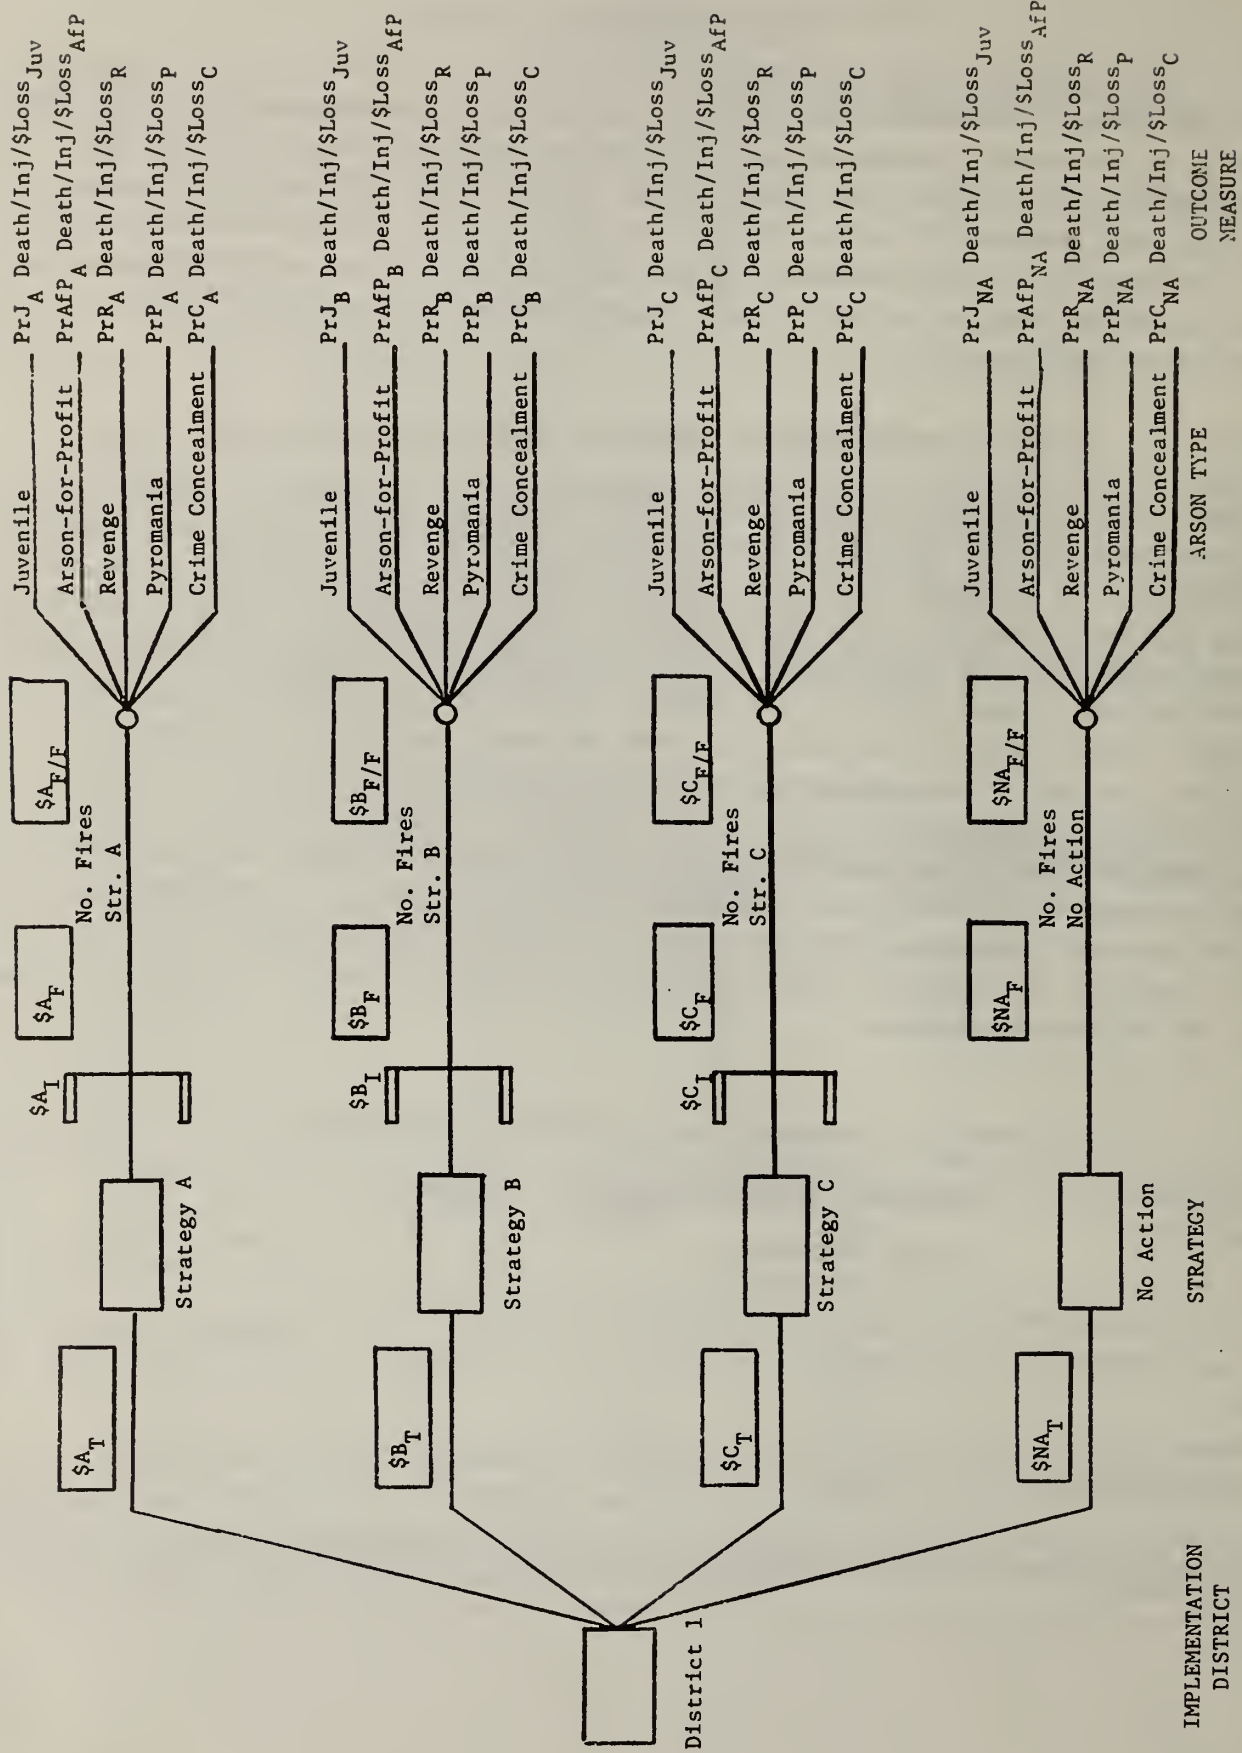 District 1
IMPLEMENTATION
DISTRICT
$A_T
Strategy A
$A_I
$A_F
No. Fires
Str. A
$A_F/F
Juvenile PrJ_A Death/Inj/$Loss_Juv
Arson-for-Profit PrAfP_A Death/Inj/$Loss_AfP
Revenge PrR_A Death/Inj/$Loss_R
Pyromania PrP_A Death/Inj/$Loss_P
Crime Concealment PrC_A Death/Inj/$Loss_C
$B_T
Strategy B
$B_I
$B_F
No. Fires
Str. B
$B_F/F
Juvenile PrJ_B Death/Inj/$Loss_Juv
Arson-for-Profit PrAfP_B Death/Inj/$Loss_AfP
Revenge PrR_B Death/Inj/$Loss_R
Pyromania PrP_B Death/Inj/$Loss_P
Crime Concealment PrC_B Death/Inj/$Loss_C
$C_T
Strategy C
$C_I
$C_F
No. Fires
Str. C
$C_F/F
Juvenile PrJ_C Death/Inj/$Loss_Juv
Arson-for-Profit PrAfP_C Death/Inj/$Loss_AfP
Revenge PrR_C Death/Inj/$Loss_R
Pyromania PrP_C Death/Inj/$Loss_P
Crime Concealment PrC_C Death/Inj/$Loss_C
$NA_T
No Action
STRATEGY
$NA_F
No. Fires
No Action
$NA_F/F
Juvenile PrJ_NA Death/Inj/$Loss_Juv
Arson-for-Profit PrAfP_NA Death/Inj/$Loss_AfP
Revenge PrR_NA Death/Inj/$Loss_R
Pyromania PrP_NA Death/Inj/$Loss_P
Crime Concealment PrC_NA Death/Inj/$Loss_C
ARSON TYPE
OUTCOME
MEASURE